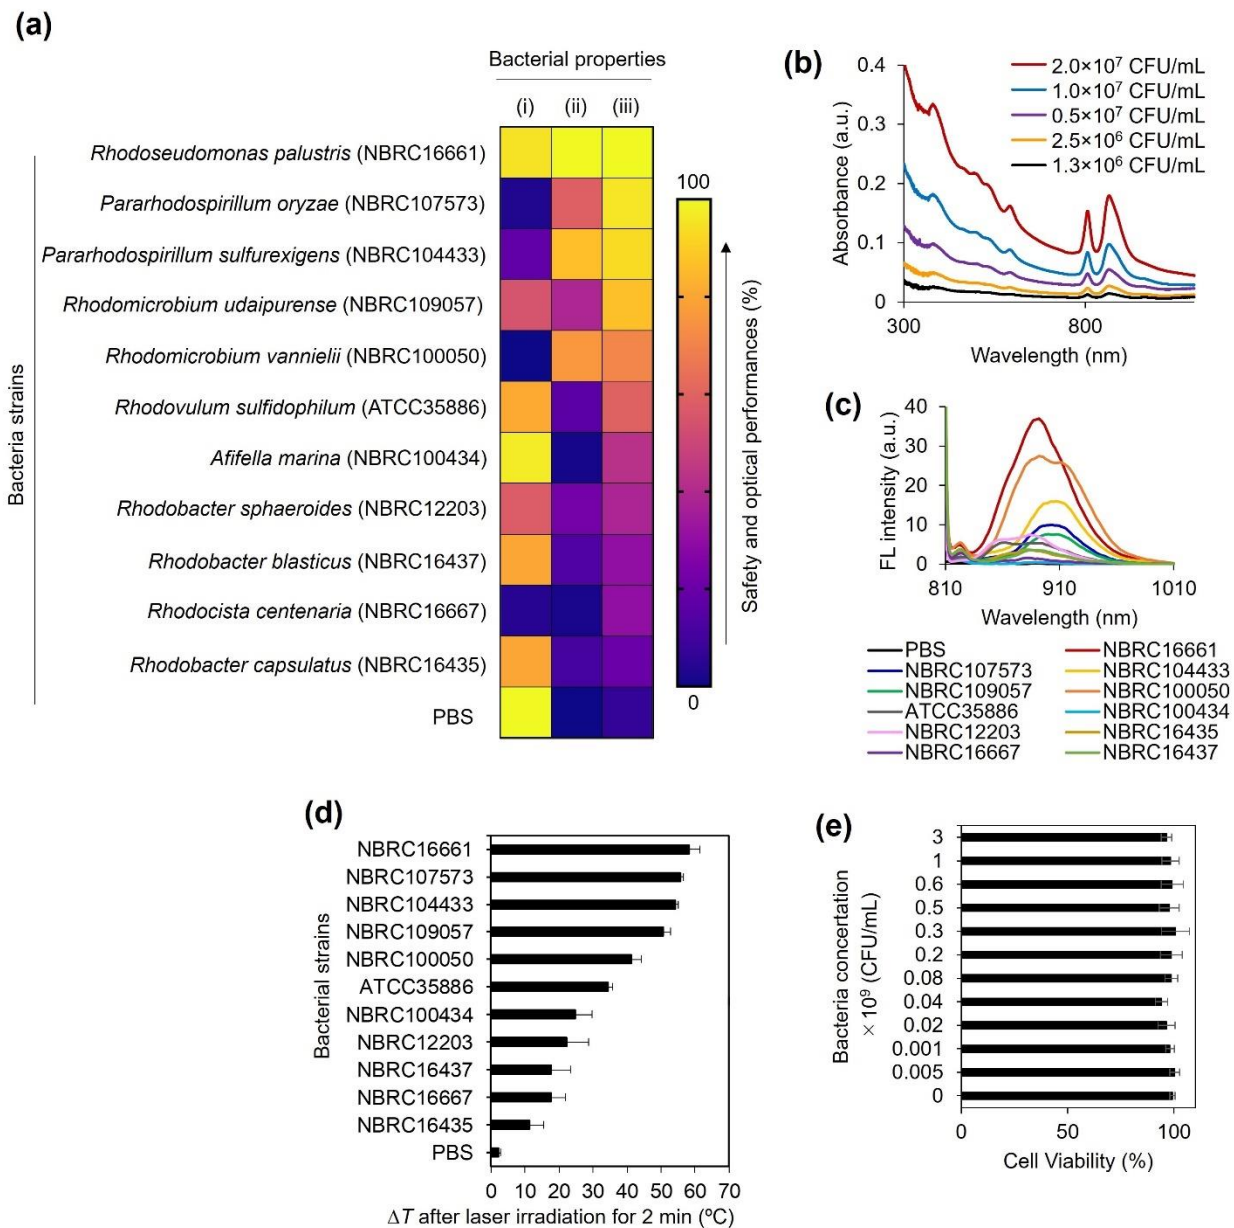 (a)
Bacterial properties
(i) (ii) (iii)
Bacteria strains
Rhodoseudomonas palustris (NBRC16661)
Pararhodospirillum oryzae (NBRC107573)
Pararhodospirillum sulfurexigens (NBRC104433)
Rhodomicrobium udaipurense (NBRC109057)
Rhodomicrobium vannielii (NBRC100050)
Rhodovulum sulfidophilum (ATCC35886)
Afifella marina (NBRC100434)
Rhodobacter sphaeroides (NBRC12203)
Rhodobacter blasticus (NBRC16437)
Rhodocista centenaria (NBRC16667)
Rhodobacter capsulatus (NBRC16435)
PBS
100
0
Safety and optical performances (%)
(b)
Absorbance (a.u.)
0.4
0.3
0.2
0.1
0
300 800
Wavelength (nm)
2.0×10⁷ CFU/mL
1.0×10⁷ CFU/mL
0.5×10⁷ CFU/mL
2.5×10⁶ CFU/mL
1.3×10⁶ CFU/mL
(c)
FL intensity (a.u.)
40
30
20
10
0
810 910 1010
Wavelength (nm)
PBS NBRC16661
NBRC107573 NBRC104433
NBRC109057 NBRC100050
ATCC35886 NBRC100434
NBRC12203 NBRC16435
NBRC16667 NBRC16437
(d)
Bacterial strains
NBRC16661
NBRC107573
NBRC104433
NBRC109057
NBRC100050
ATCC35886
NBRC100434
NBRC12203
NBRC16437
NBRC16667
NBRC16435
PBS
0 10 20 30 40 50 60 70
ΔT after laser irradiation for 2 min (ºC)
(e)
Bacteria concertation
× 10⁹ (CFU/mL)
3
1
0.6
0.5
0.3
0.2
0.08
0.04
0.02
0.001
0.005
0
0 50 100
Cell Viability (%)